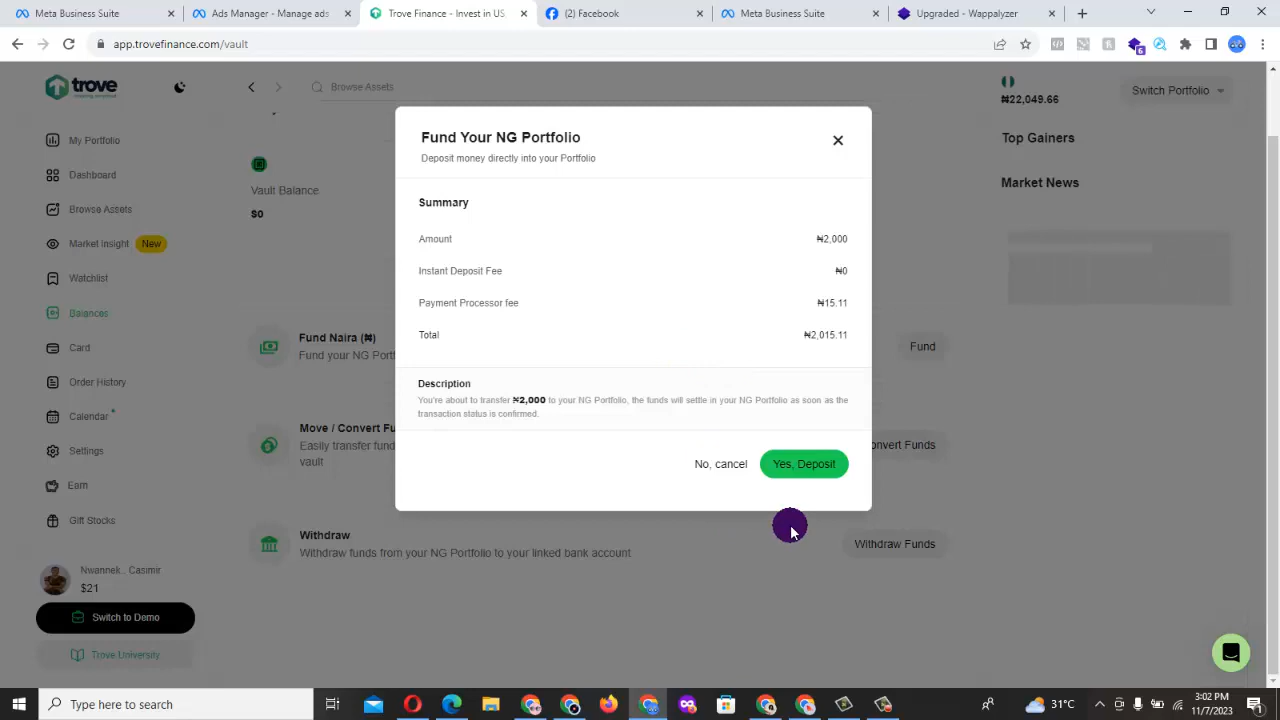 Meta Business Suite
Ads Manager - Manage ads
Trove Finance - Invest in US
(2) Facebook
Meta Business Suite
Upgraded - Wappalyzer
app.trovefinance.com/vault
6
trove
Browse Assets
₦22,049.66
Switch Portfolio
My Portfolio
Dashboard
Browse Assets
Market insight New
Watchlist
Balances
Card
Order History
Calendar
Settings
Earn
Gift Stocks
Nwannek.. Casimir
$21
Switch to Demo
Trove University
Vault Balance
$0
Fund Naira (₦)
Fund your NG Portf
Fund
Move / Convert Fu
Easily transfer fund
vault
onvert Funds
Withdraw
Withdraw funds from your NG Portfolio to your linked bank account
Withdraw Funds
Fund Your NG Portfolio
Deposit money directly into your Portfolio
Summary
Amount ₦2,000
Instant Deposit Fee ₦0
Payment Processor fee ₦15.11
Total ₦2,015.11
Description
You're about to transfer ₦2,000 to your NG Portfolio, the funds will settle in your NG Portfolio as soon as the
transaction status is confirmed.
No, cancel
Yes, Deposit
Top Gainers
Market News
Type here to search
31°C
3:02 PM
11/7/2023